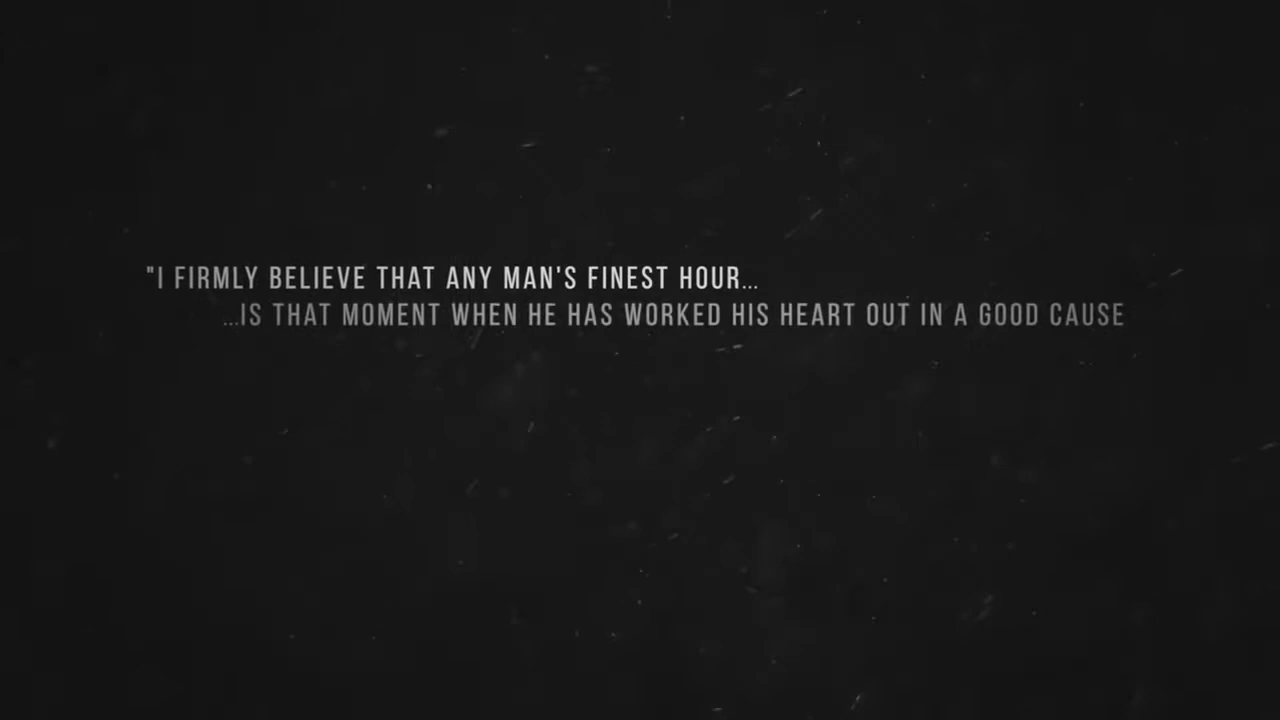 "I FIRMLY BELIEVE THAT ANY MAN'S FINEST HOUR...
...IS THAT MOMENT WHEN HE HAS WORKED HIS HEART OUT IN A GOOD CAUSE